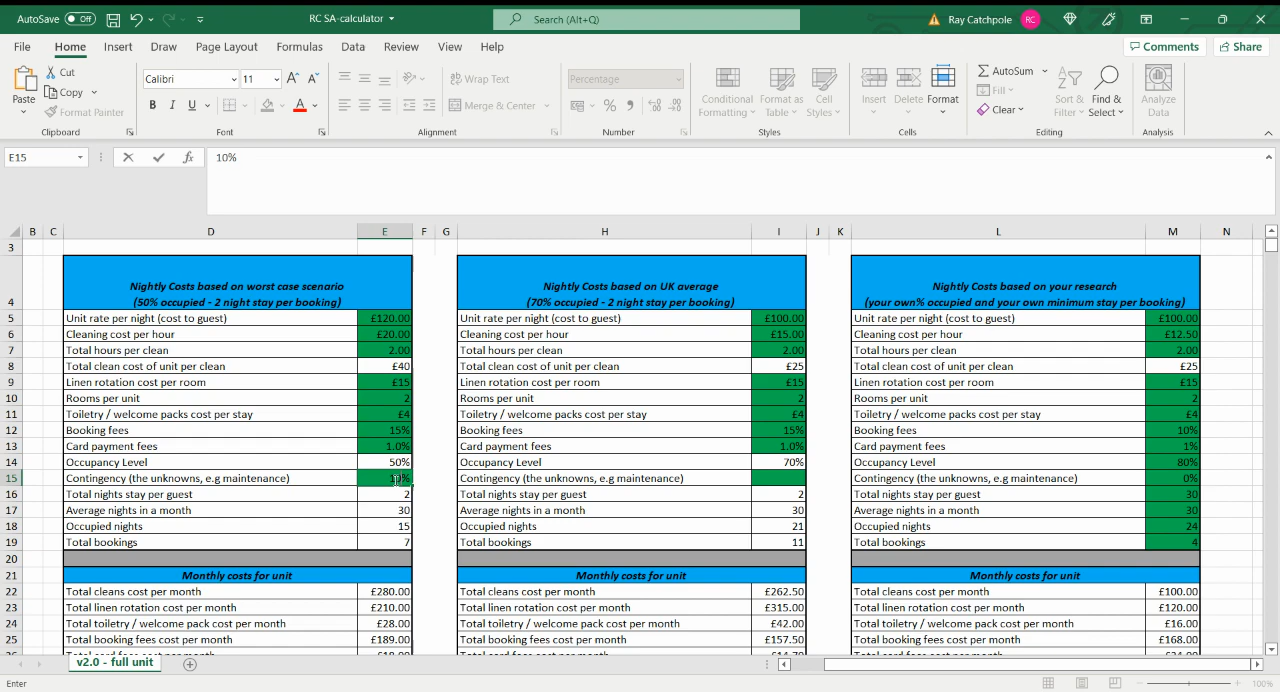 AutoSave Off RC SA-calculator Search (Alt+Q) Ray Catchpole RC
File Home Insert Draw Page Layout Formulas Data Review View Help Comments Share
Paste Cut Copy Format Painter Clipboard
Calibri 11 B I U A Font
Wrap Text Merge & Center Alignment
Percentage % Number
Conditional Formatting Format as Table Cell Styles Styles
Insert Delete Format Cells
AutoSum Fill Clear Sort & Filter Find & Select Editing
Analyze Data Analysis
E15 fx 10%
B C D E F G H I J K L M N
3
4 Nightly Costs based on worst case scenario (50% occupied - 2 night stay per booking) Nightly Costs based on UK average (70% occupied - 2 night stay per booking) Nightly Costs based on your research (your own% occupied and your own minimum stay per booking)
5 Unit rate per night (cost to guest) £120.00 Unit rate per night (cost to guest) £100.00 Unit rate per night (cost to guest) £100.00
6 Cleaning cost per hour £20.00 Cleaning cost per hour £15.00 Cleaning cost per hour £12.50
7 Total hours per clean 2.00 Total hours per clean 2.00 Total hours per clean 2.00
8 Total clean cost of unit per clean £40 Total clean cost of unit per clean £25 Total clean cost of unit per clean £25
9 Linen rotation cost per room £15 Linen rotation cost per room £15 Linen rotation cost per room £15
10 Rooms per unit 2 Rooms per unit 2 Rooms per unit 2
11 Toiletry / welcome packs cost per stay £4 Toiletry / welcome packs cost per stay £4 Toiletry / welcome packs cost per stay £4
12 Booking fees 15% Booking fees 15% Booking fees 10%
13 Card payment fees 1.0% Card payment fees 1.0% Card payment fees 1%
14 Occupancy Level 50% Occupancy Level 70% Occupancy Level 80%
15 Contingency (the unknowns, e.g maintenance) 10% Contingency (the unknowns, e.g maintenance) Contingency (the unknowns, e.g maintenance) 0%
16 Total nights stay per guest 2 Total nights stay per guest 2 Total nights stay per guest 30
17 Average nights in a month 30 Average nights in a month 30 Average nights in a month 30
18 Occupied nights 15 Occupied nights 21 Occupied nights 24
19 Total bookings 7 Total bookings 11 Total bookings 4
20
21 Monthly costs for unit Monthly costs for unit Monthly costs for unit
22 Total cleans cost per month £280.00 Total cleans cost per month £262.50 Total cleans cost per month £100.00
23 Total linen rotation cost per month £210.00 Total linen rotation cost per month £315.00 Total linen rotation cost per month £120.00
24 Total toiletry / welcome cost per month £28.00 Total toiletry / welcome cost per month £42.00 Total toiletry / welcome cost per month £16.00
25 Total booking fees cost per month £189.00 Total booking fees cost per month £157.50 Total booking fees cost per month £168.00
v2.0 - full unit
Enter 100%